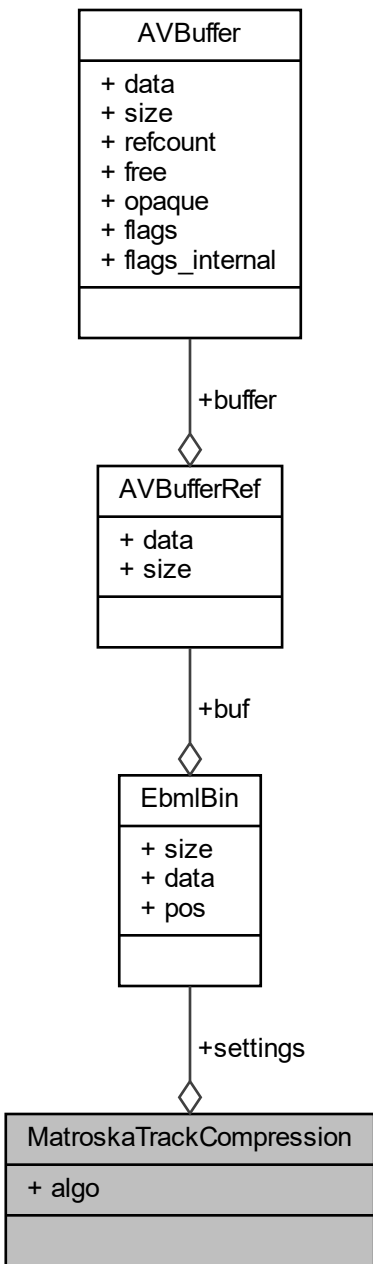 AVBuffer
+ data
+ size
+ refcount
+ free
+ opaque
+ flags
+ flags_internal
+buffer
AVBufferRef
+ data
+ size
+buf
EbmlBin
+ size
+ data
+ pos
+settings
MatroskaTrackCompression
+ algo